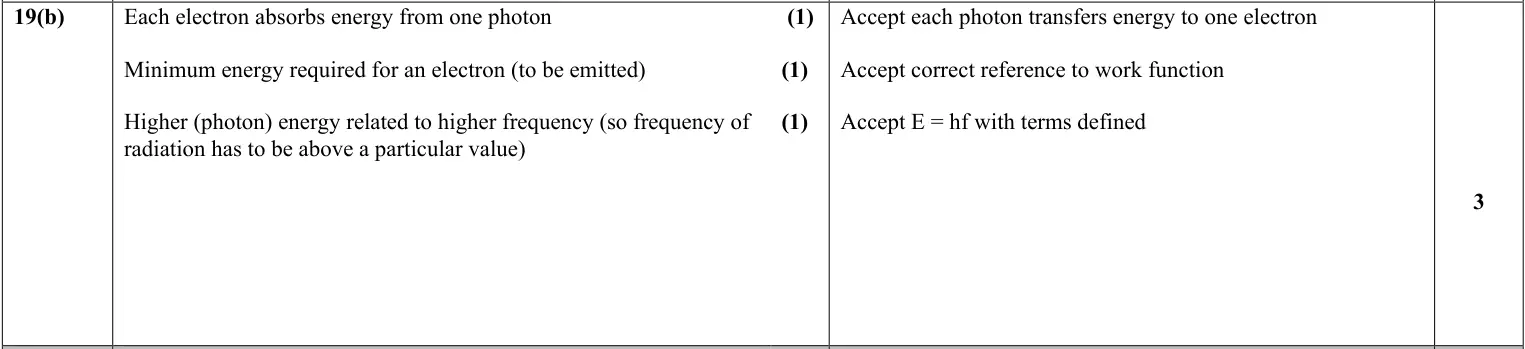 19(b) Each electron absorbs energy from one photon (1) Accept each photon transfers energy to one electron
Minimum energy required for an electron (to be emitted) (1) Accept correct reference to work function
Higher (photon) energy related to higher frequency (so frequency of (1) Accept E = hf with terms defined
radiation has to be above a particular value)
3